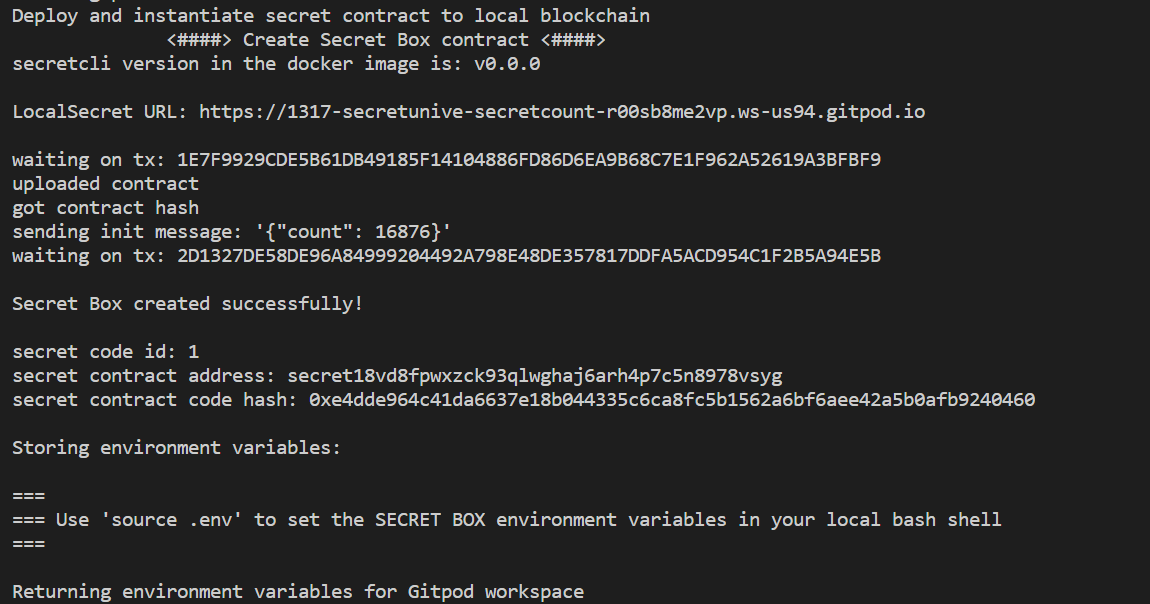 Deploy and instantiate secret contract to local blockchain
<####> Create Secret Box contract <####>
secretcli version in the docker image is: v0.0.0
LocalSecret URL: https://1317-secretunive-secretcount-r00sb8me2vp.ws-us94.gitpod.io
waiting on tx: 1E7F9929CDE5B61DB49185F14104886FD86D6EA9B68C7E1F962A52619A3BFBF9
uploaded contract
got contract hash
sending init message: '{"count": 16876}'
waiting on tx: 2D1327DE58DE96A84999204492A798E48DE357817DDFA5ACD954C1F2B5A94E5B
Secret Box created successfully!
secret code id: 1
secret contract address: secret18vd8fpwxzck93qlwghaj6arh4p7c5n8978vsyg
secret contract code hash: 0xe4dde964c41da6637e18b044335c6ca8fc5b1562a6bf6aee42a5b0afb9240460
Storing environment variables:
===
=== Use 'source .env' to set the SECRET BOX environment variables in your local bash shell
===
Returning environment variables for Gitpod workspace